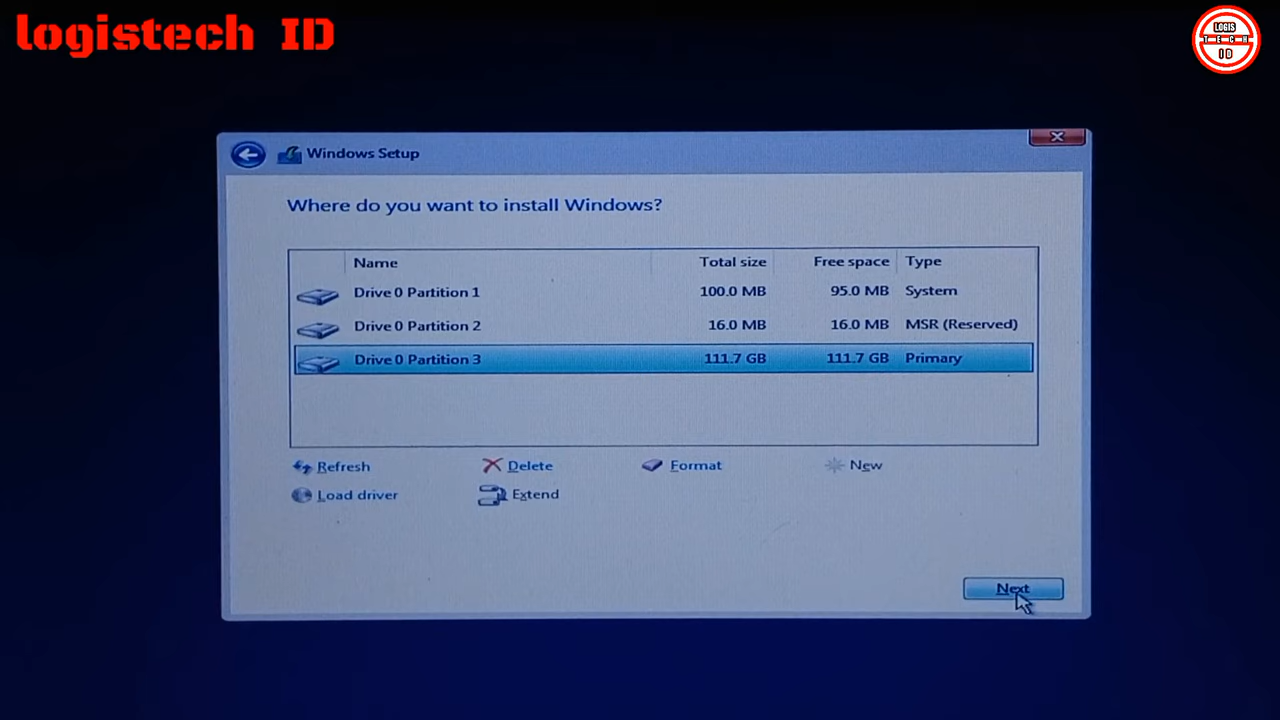 logistech ID
LOGIS
TECH
ID
Windows Setup
Where do you want to install Windows?
Name Total size Free space Type
Drive 0 Partition 1 100.0 MB 95.0 MB System
Drive 0 Partition 2 16.0 MB 16.0 MB MSR (Reserved)
Drive 0 Partition 3 111.7 GB 111.7 GB Primary
Refresh Delete Format New
Load driver Extend
Next